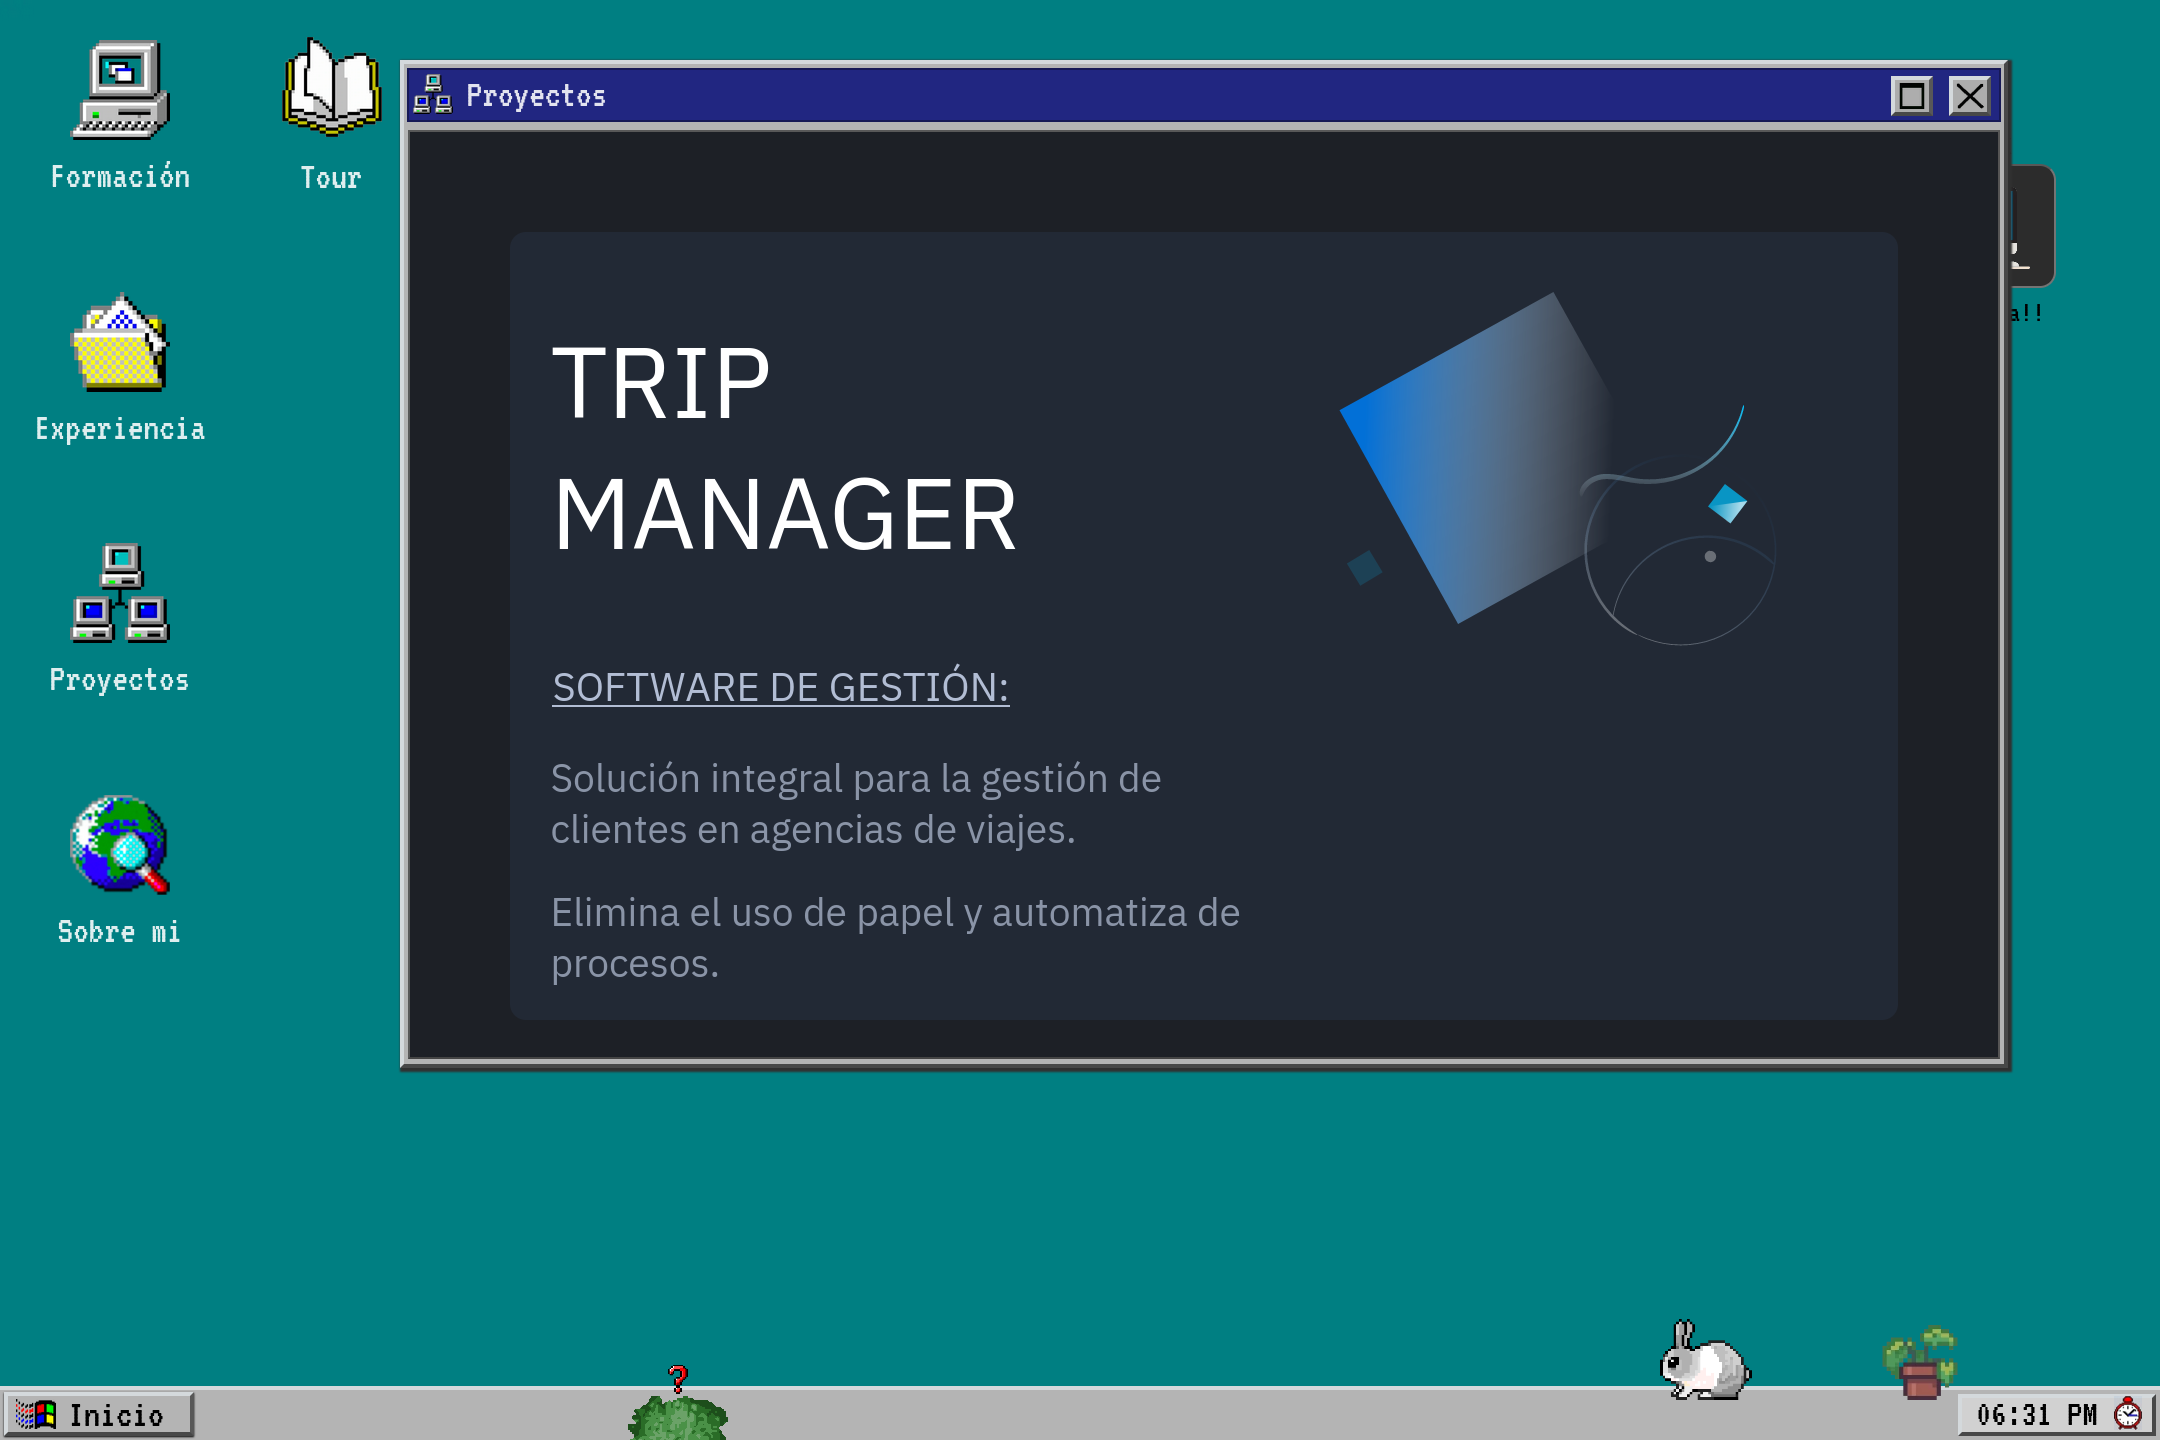 Formación
Tour
Experiencia
Proyectos
Sobre mi
Proyectos
TRIP
MANAGER
SOFTWARE DE GESTIÓN:
Solución integral para la gestión de
clientes en agencias de viajes.
Elimina el uso de papel y automatiza de
procesos.
a!!
?
Inicio
06:31 PM